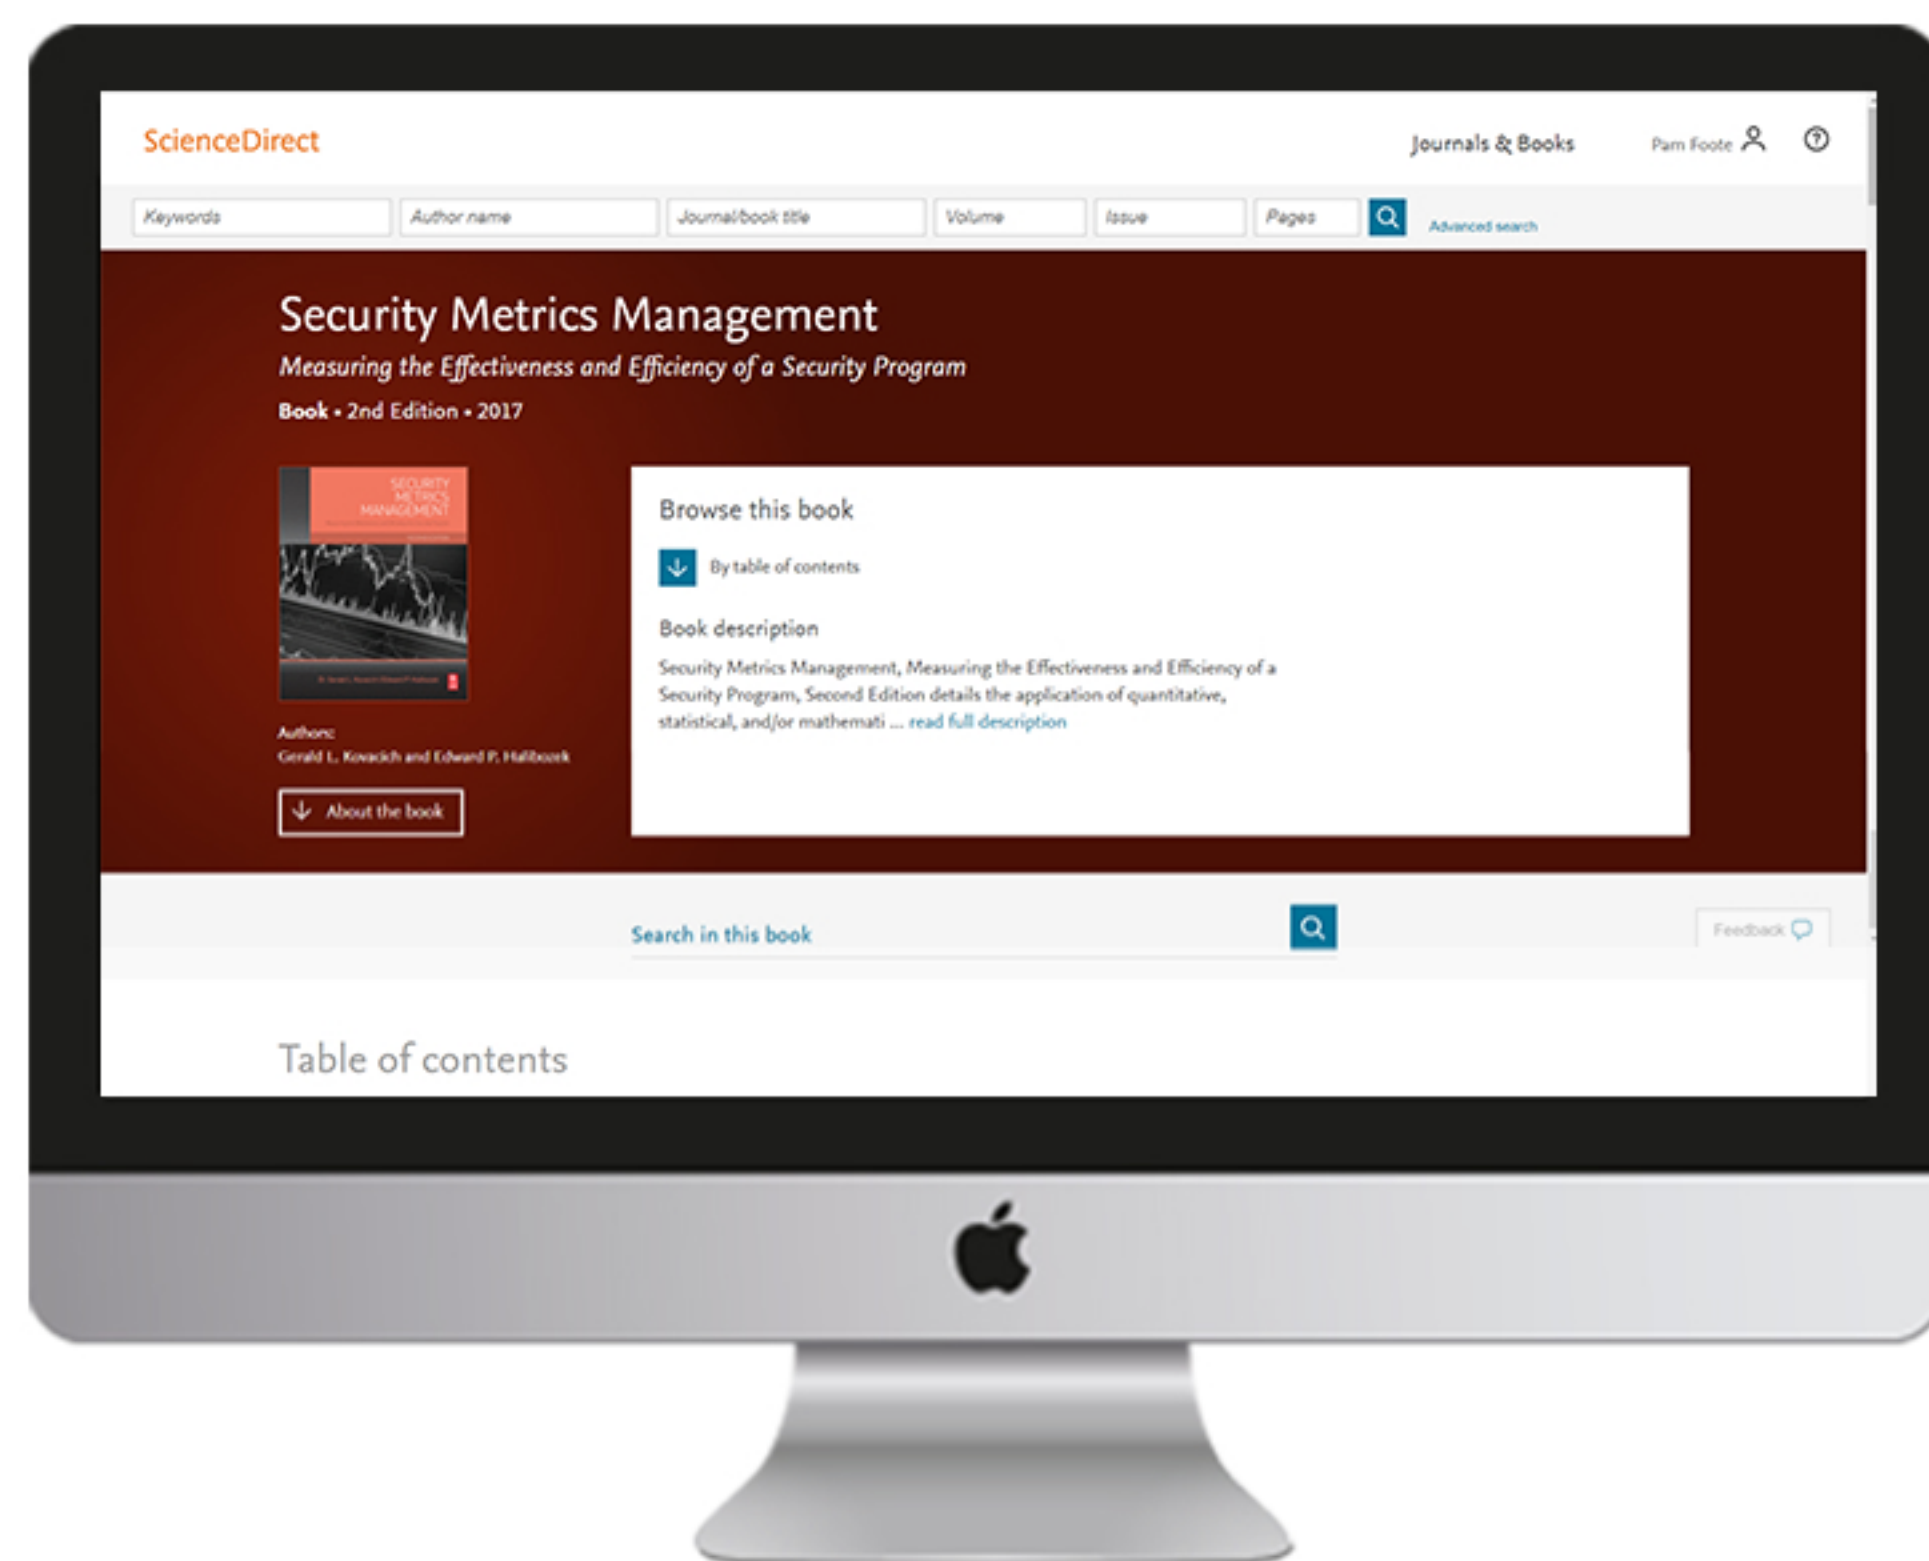 ScienceDirect
Journals & Books
Pam Foote
Keywords
Author name
Journal/book title
Volume
Issue
Pages
Advanced search
Security Metrics Management
Measuring the Effectiveness and Efficiency of a Security Program
Book • 2nd Edition • 2017
SECURITY
METRICS
MANAGEMENT
Authors:
Gerald L. Kovacich and Edward P. Halibozek
About the book
Browse this book
By table of contents
Book description
Security Metrics Management, Measuring the Effectiveness and Efficiency of a
Security Program, Second Edition details the application of quantitative,
statistical, and/or mathemati ... read full description
Search in this book
Feedback
Table of contents